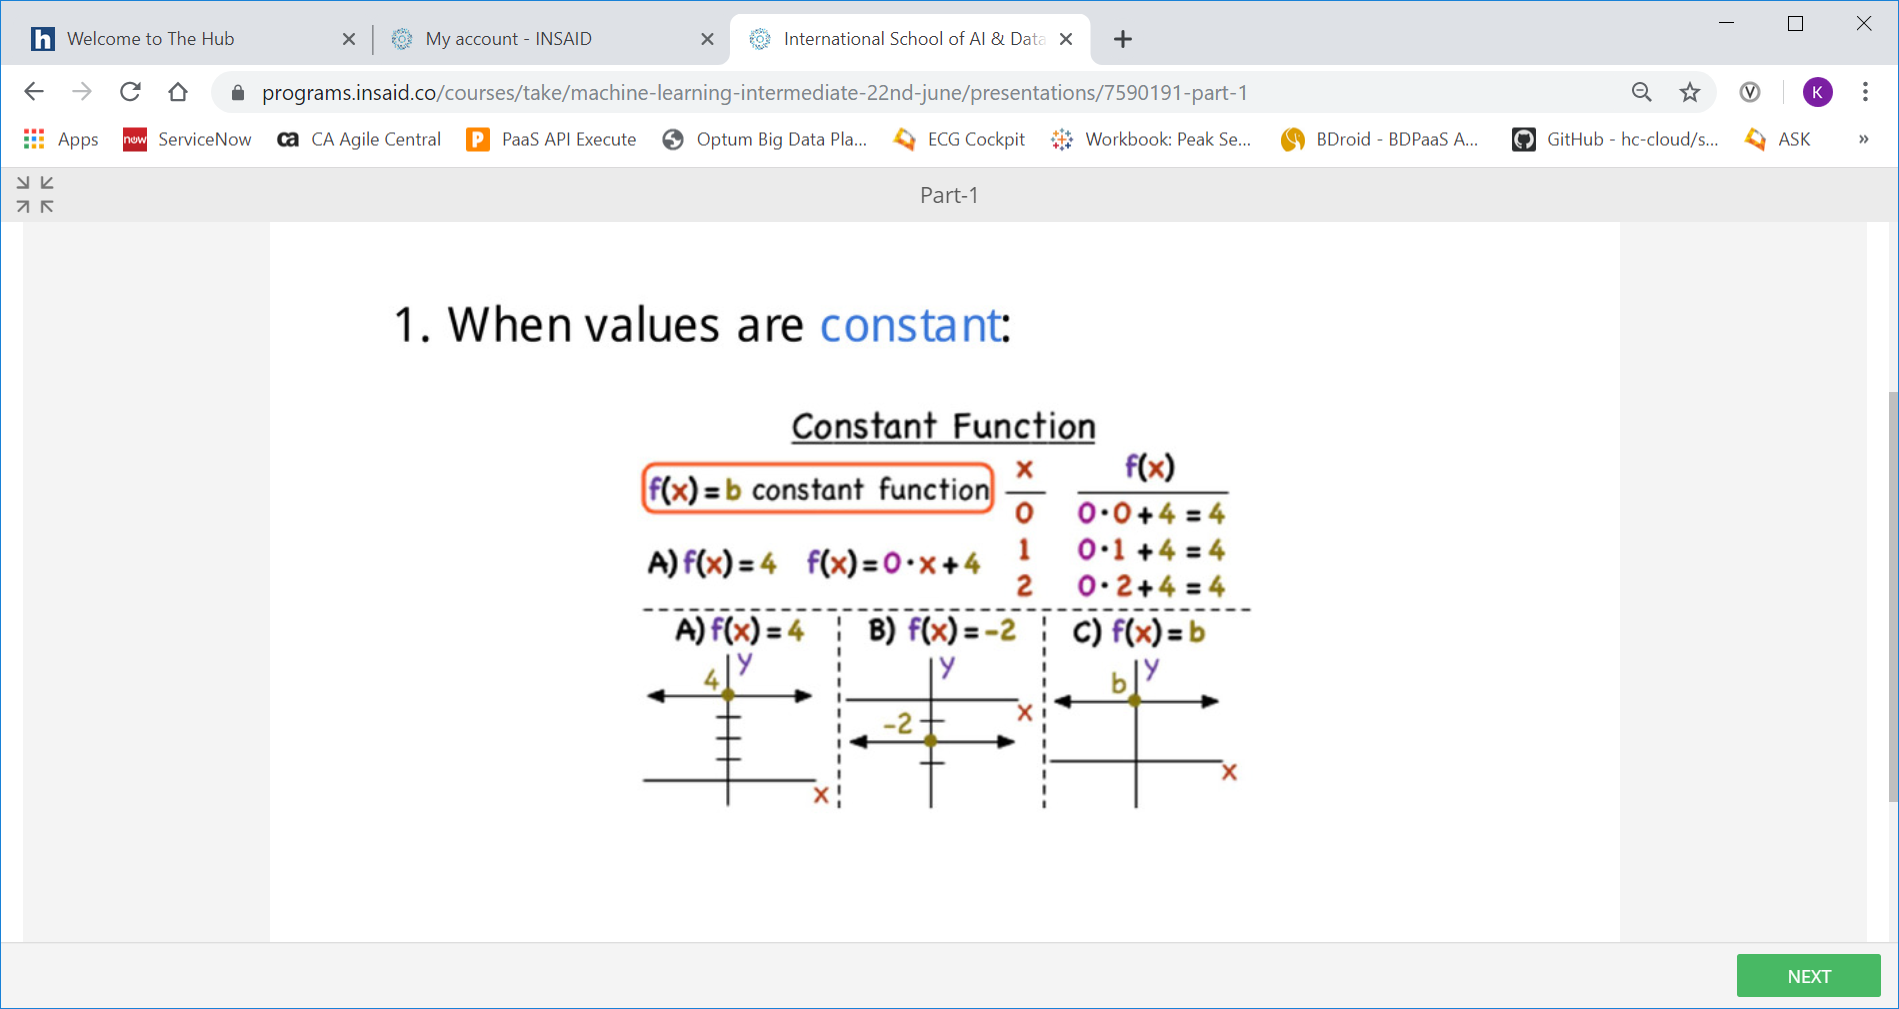 Welcome to The Hub
My account - INSAID
International School of AI & Data
programs.insaid.co/courses/take/machine-learning-intermediate-22nd-june/presentations/7590191-part-1
K
Apps
now ServiceNow
ca CA Agile Central
P PaaS API Execute
Optum Big Data Pla...
ECG Cockpit
Workbook: Peak Se...
BDroid - BDPaaS A...
GitHub - hc-cloud/s...
ASK
»
Part-1
1. When values are constant:
Constant Function
f(x) = b constant function
x f(x)
0 0·0+4 = 4
1 0·1+4 = 4
2 0·2+4 = 4
A) f(x) = 4 f(x) = 0·x+4
A) f(x) = 4
4 y
x
B) f(x) = -2
y
x
-2
C) f(x) = b
b y
x
NEXT